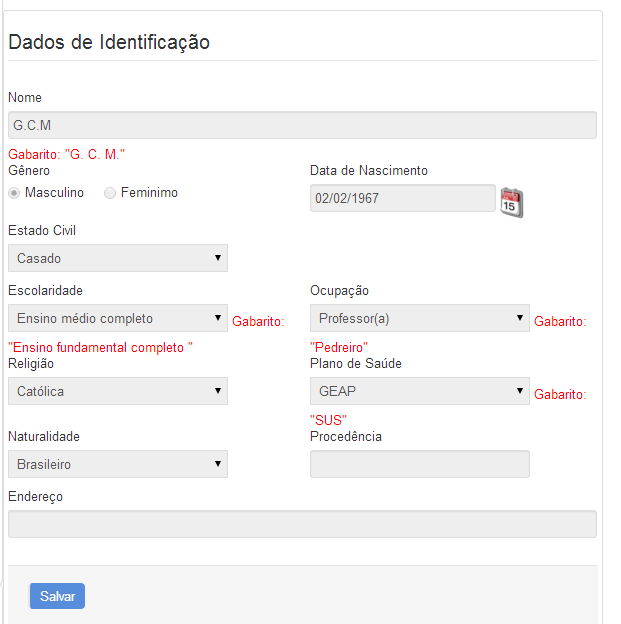 Dados de Identificação
Nome
G.C.M
Gabarito: "G. C. M."
Gênero
Data de Nascimento
Masculino
Feminimo
02/02/1967
15
Estado Civil
Casado
Escolaridade
Ocupação
Ensino médio completo
Gabarito:
Professor(a)
Gabarito:
"Ensino fundamental completo "
"Pedreiro"
Religião
Plano de Saúde
Católica
GEAP
Gabarito:
"SUS"
Naturalidade
Procedência
Brasileiro
Endereço
Salvar